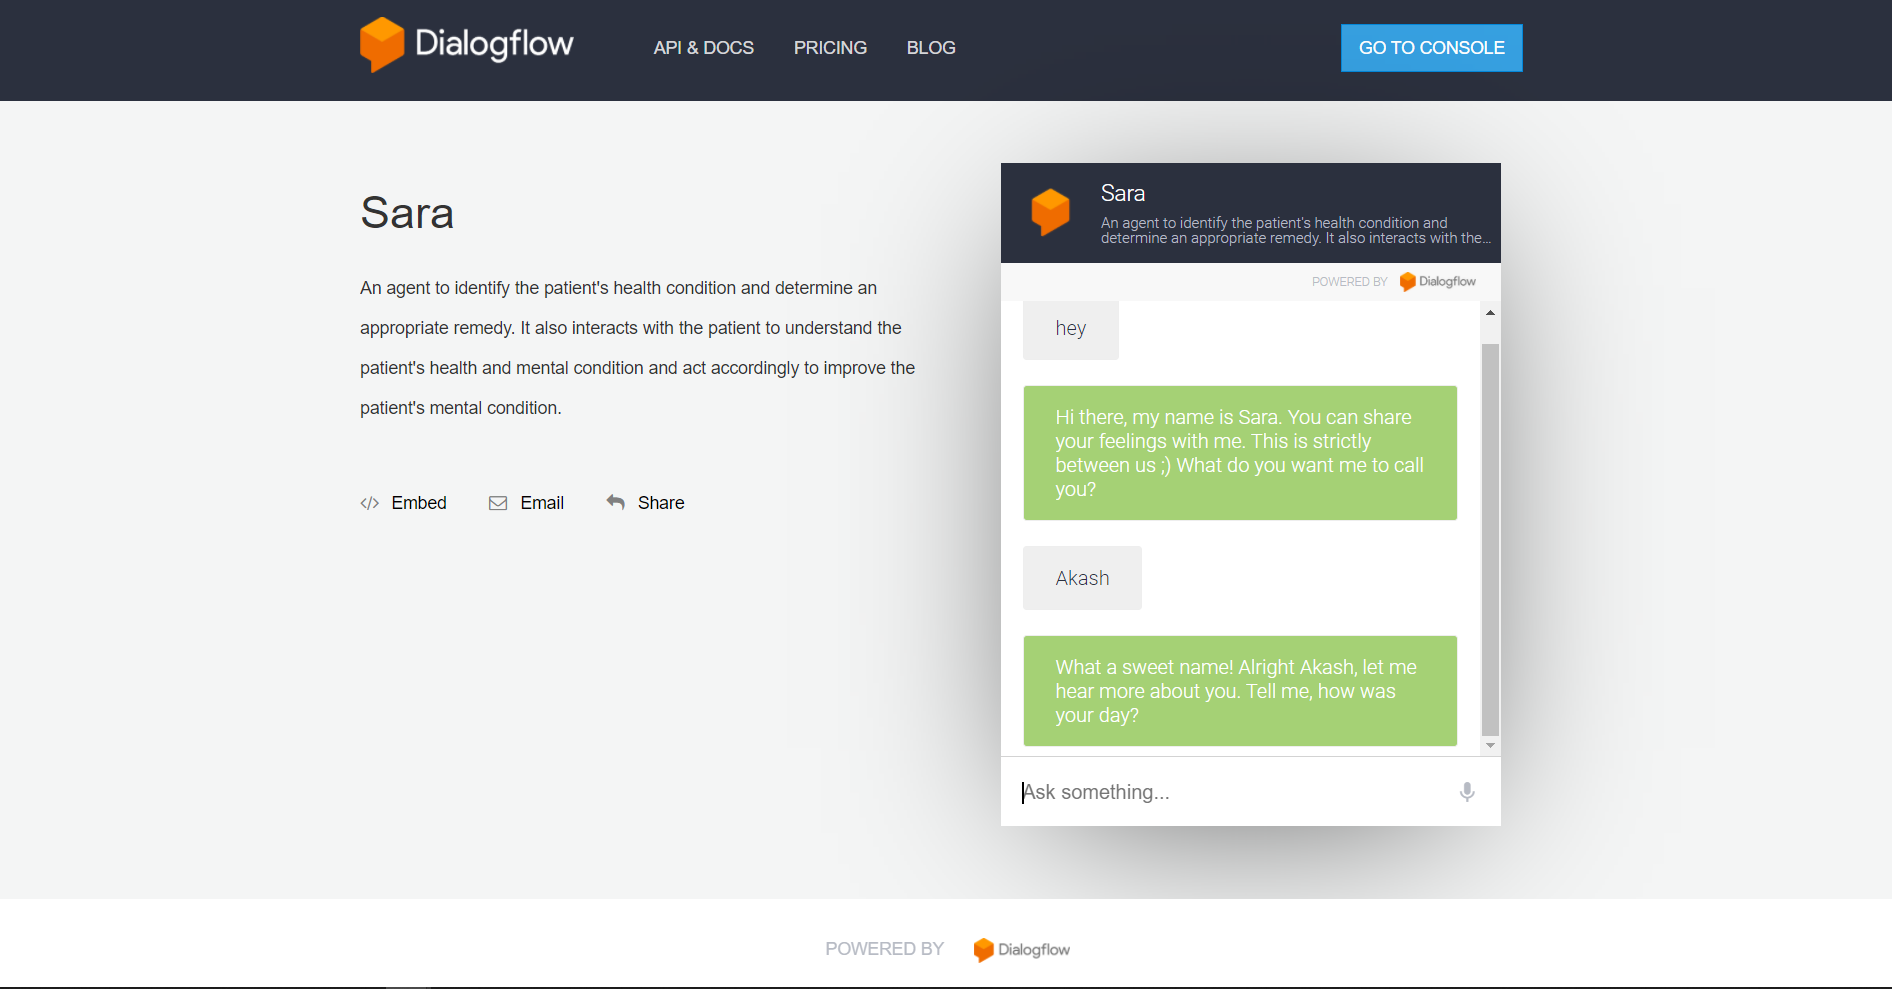 Dialogflow
API & DOCS
PRICING
BLOG
GO TO CONSOLE
Sara
An agent to identify the patient's health condition and determine an
appropriate remedy. It also interacts with the patient to understand the
patient's health and mental condition and act accordingly to improve the
patient's mental condition.
Embed
Email
Share
Sara
An agent to identify the patient's health condition and
determine an appropriate remedy. It also interacts with the...
POWERED BY
Dialogflow
hey
Hi there, my name is Sara. You can share
your feelings with me. This is strictly
between us ;) What do you want me to call
you?
Akash
What a sweet name! Alright Akash, let me
hear more about you. Tell me, how was
your day?
Ask something...
POWERED BY
Dialogflow